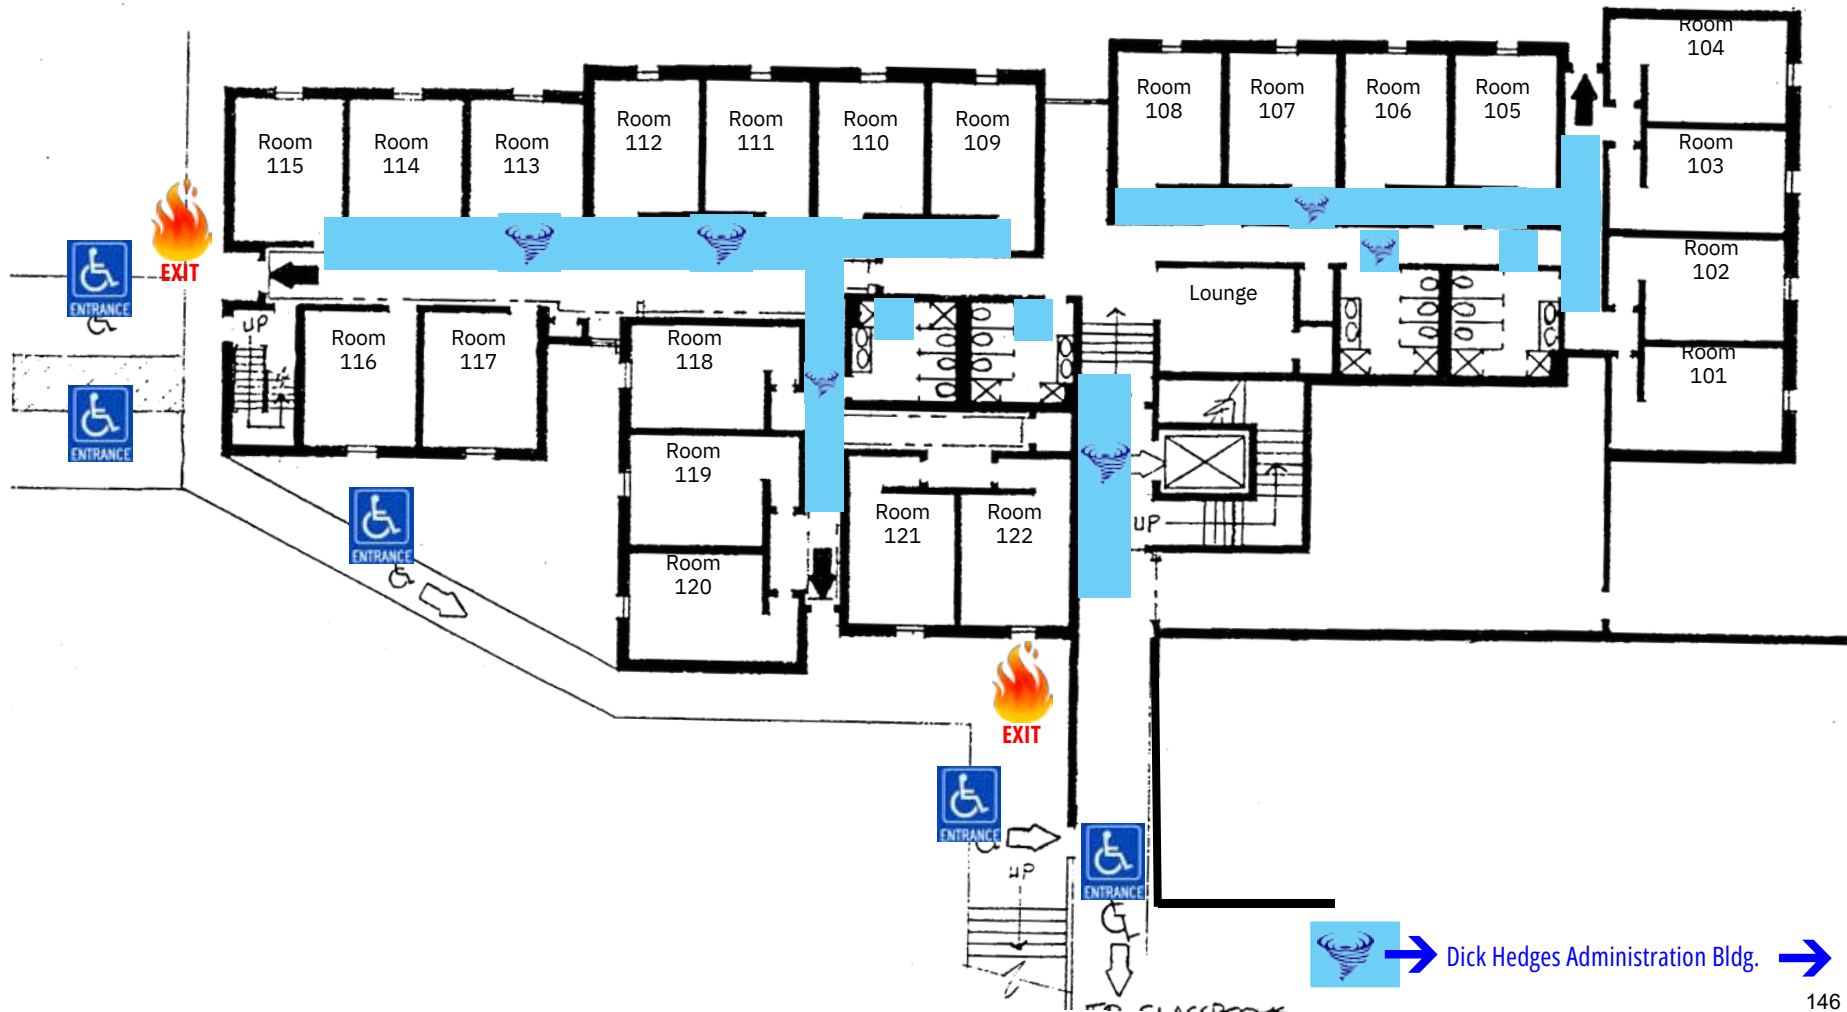 Room
104
Room
108
Room
107
Room
106
Room
105
Room
112
Room
111
Room
110
Room
109
Room
115
Room
114
Room
113
Room
103
Room
102
Room
101
Lounge
EXIT
ENTRANCE
UP
Room
116
Room
117
Room
118
Room
119
Room
120
Room
121
Room
122
UP
ENTRANCE
ENTRANCE
EXIT
ENTRANCE
UP
ENTRANCE
TO CLASSROOMS
Dick Hedges Administration Bldg.
146